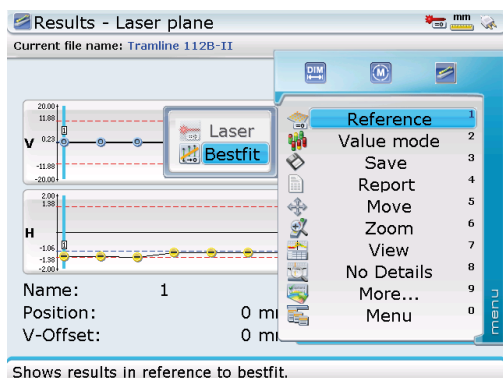 Results - Laser plane
mm
Current file name: Tramline 112B-II
DIM
M
20.00
11.88
V 0.23
-11.88
-20.00
1
Laser
Bestfit
2.00
1.38
H
-1.06
-1.38
-2.00
1
Reference 1
Value mode 2
Save 3
Report 4
Move 5
Zoom 6
View 7
No Details 8
More... 9
Menu 0
menu
Name: 1
Position: 0
V-Offset: 0
Shows results in reference to bestfit.